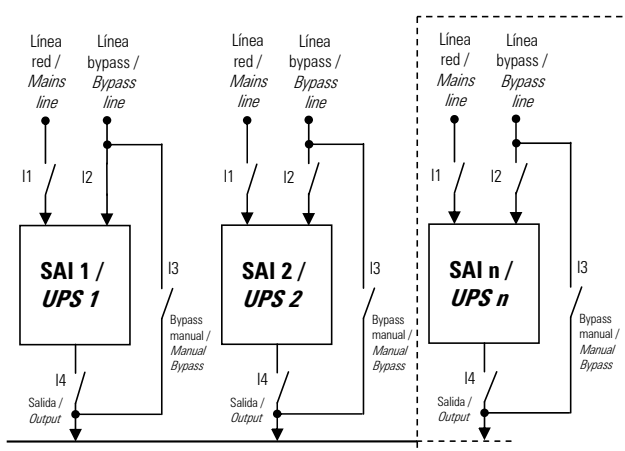 Línea
red /
Mains
line
Línea
bypass /
Bypass
line
I1
I2
SAI 1 /
UPS 1
I3
Bypass
manual /
Manual
Bypass
I4
Salida /
Output
Línea
red /
Mains
line
Línea
bypass /
Bypass
line
I1
I2
SAI 2 /
UPS 2
I3
Bypass
manual /
Manual
Bypass
I4
Salida /
Output
Línea
red /
Mains
line
Línea
bypass /
Bypass
line
I1
I2
SAI n /
UPS n
I3
Bypass
manual /
Manual
Bypass
I4
Salida /
Output